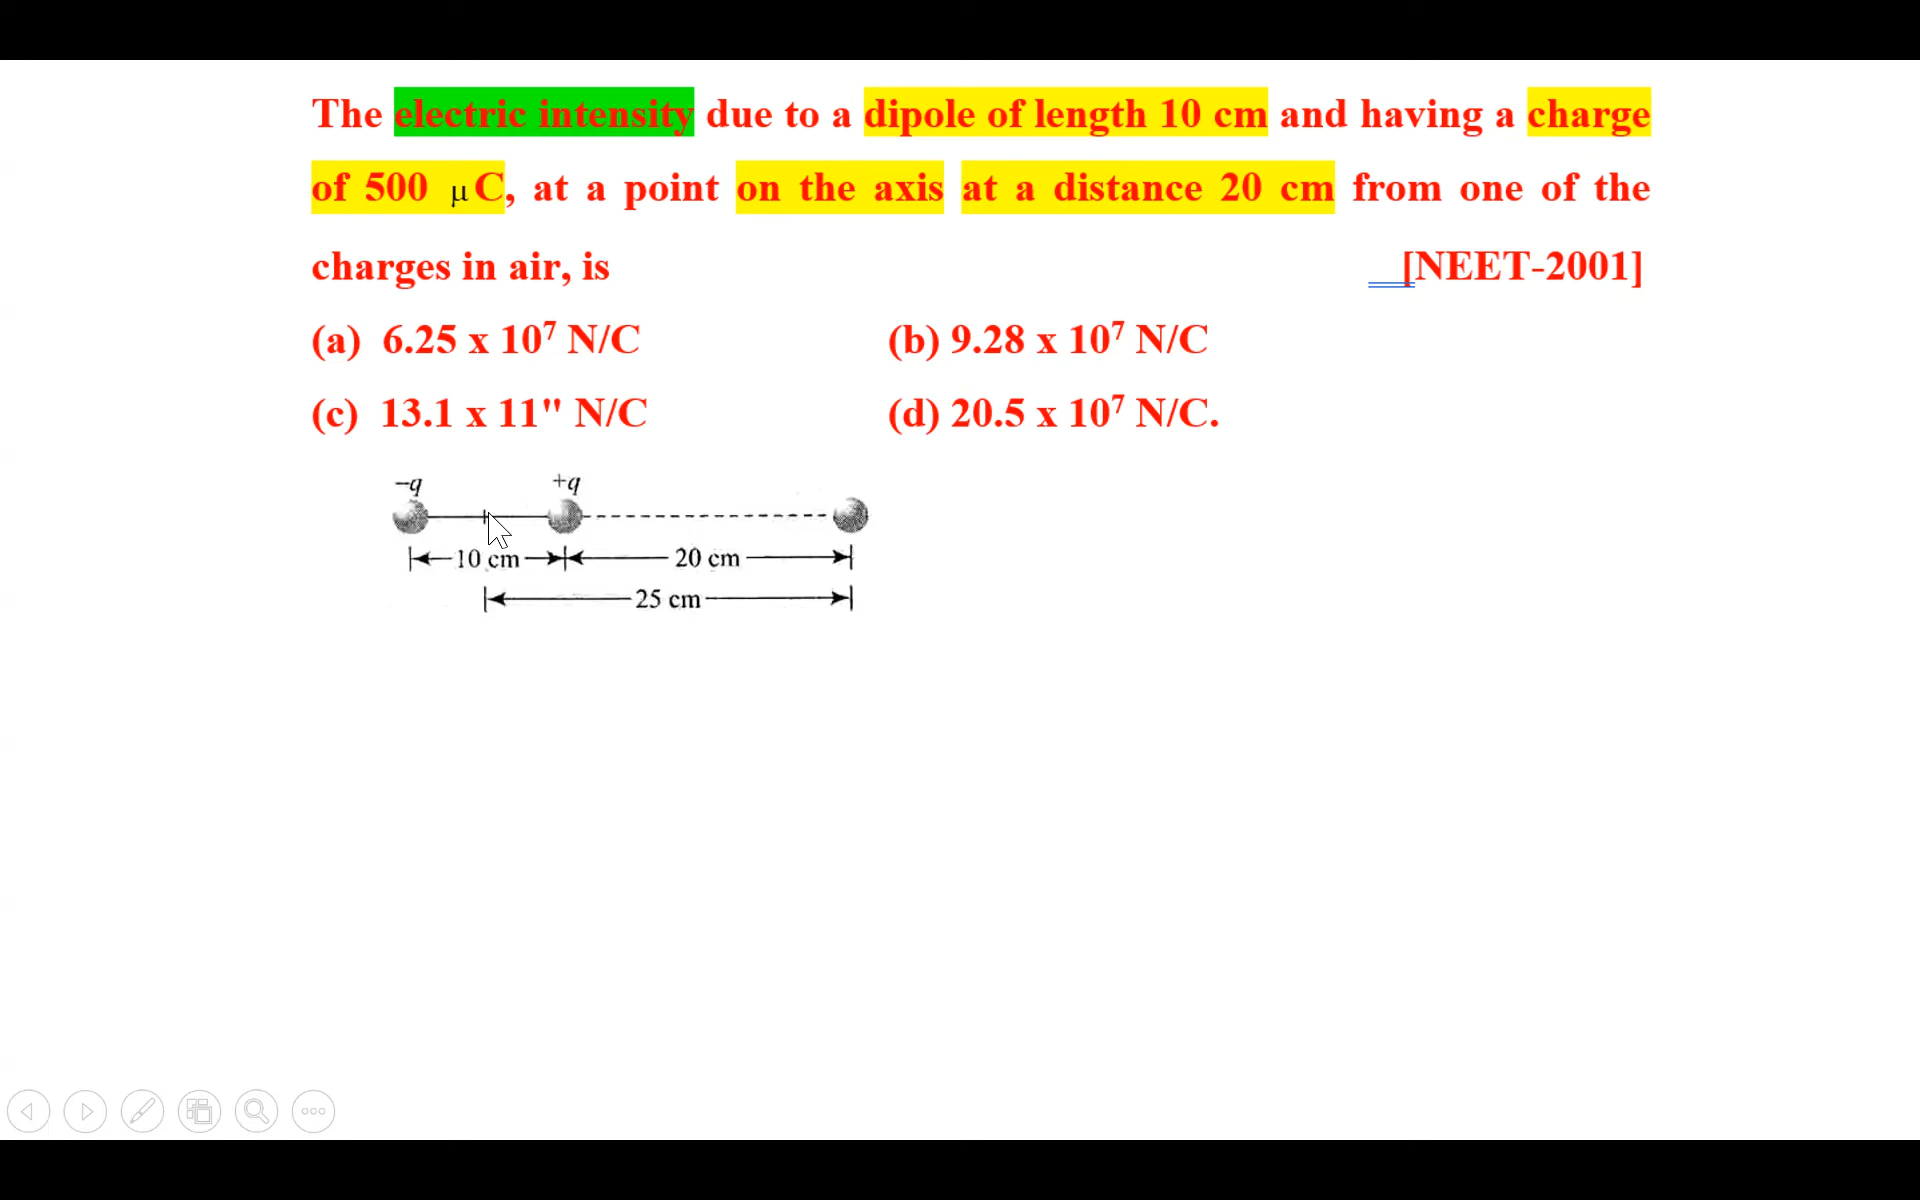 The electric intensity due to a dipole of length 10 cm and having a charge
of 500 μC, at a point on the axis at a distance 20 cm from one of the
charges in air, is __[NEET-2001]
(a) 6.25 x 10⁷ N/C (b) 9.28 x 10⁷ N/C
(c) 13.1 x 11" N/C (d) 20.5 x 10⁷ N/C.
−q +q
10 cm 20 cm
25 cm